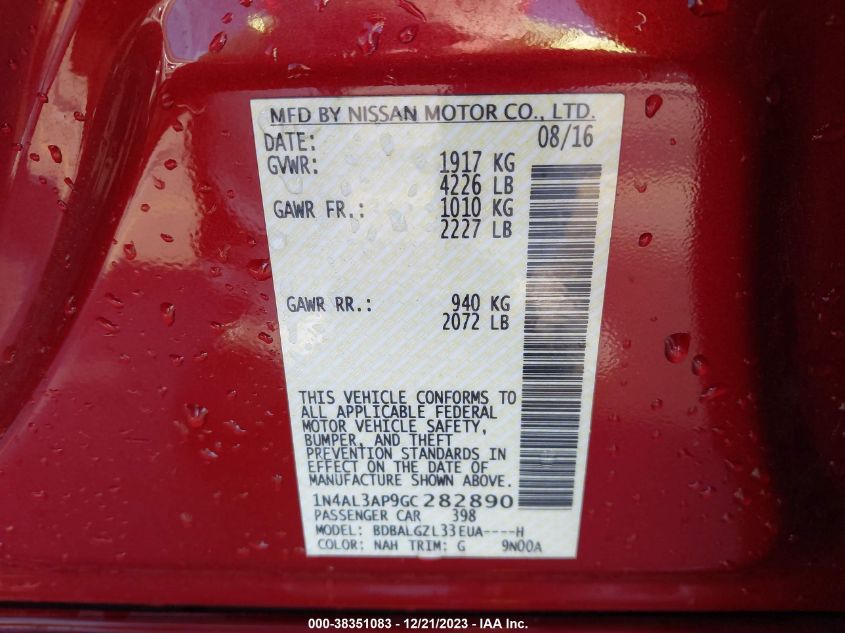 MFD BY NISSAN MOTOR CO., LTD.
DATE: 08/16
GVWR: 1917 KG
4226 LB
GAWR FR.: 1010 KG
2227 LB
GAWR RR.: 940 KG
2072 LB
THIS VEHICLE CONFORMS TO
ALL APPLICABLE FEDERAL
MOTOR VEHICLE SAFETY,
BUMPER, AND THEFT
PREVENTION STANDARDS IN
EFFECT ON THE DATE OF
MANUFACTURE SHOWN ABOVE.
1N4AL3AP9GC282890
PASSENGER CAR 398
MODEL: BDBALGZL33EUA----H
COLOR: NAH TRIM: G 9N00A
000-38351083 - 12/21/2023 - IAA Inc.